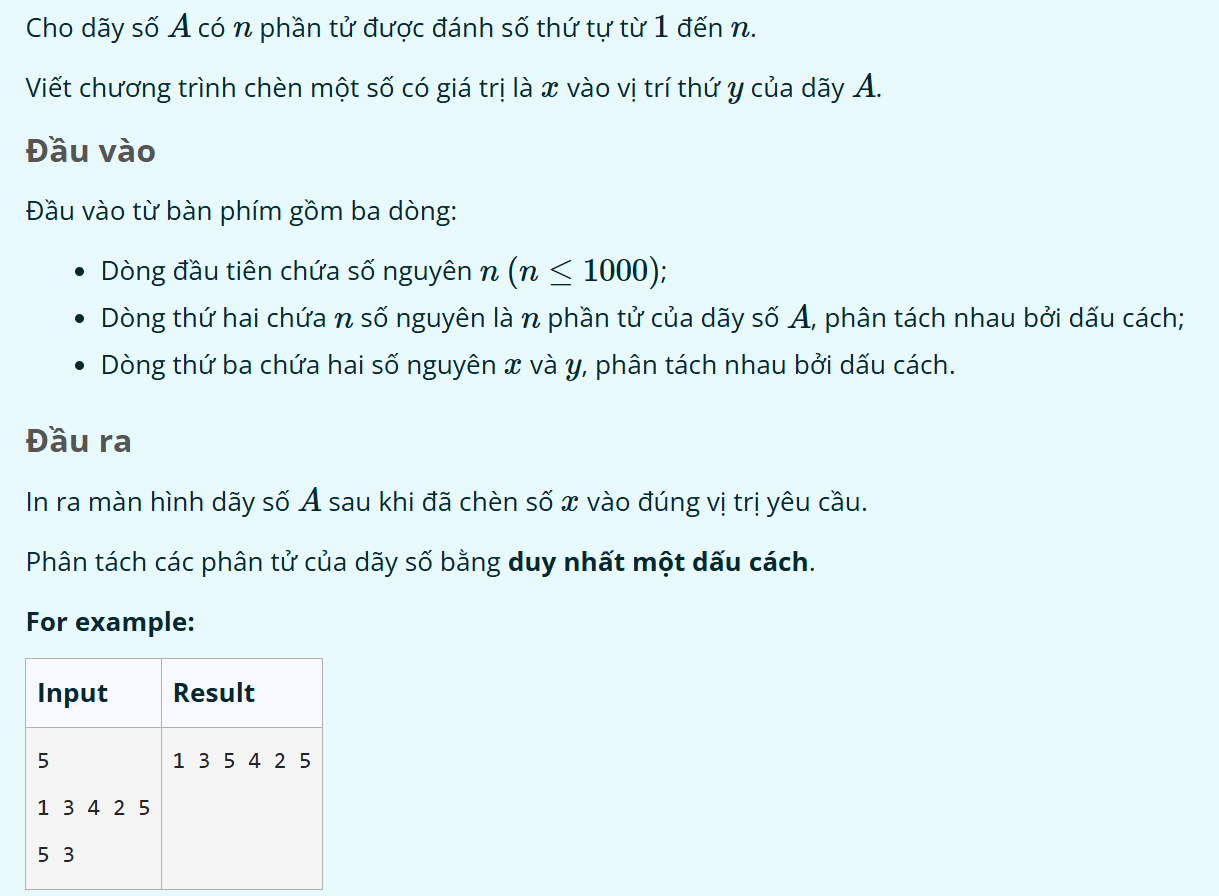 Cho dãy số A có n phần tử được đánh số thứ tự từ 1 đến n.
Viết chương trình chèn một số có giá trị là x vào vị trí thứ y của dãy A.
Đầu vào
Đầu vào từ bàn phím gồm ba dòng:
• Dòng đầu tiên chứa số nguyên n (n ≤ 1000);
• Dòng thứ hai chứa n số nguyên là n phần tử của dãy số A, phân tách nhau bởi dấu cách;
• Dòng thứ ba chứa hai số nguyên x và y, phân tách nhau bởi dấu cách.
Đầu ra
In ra màn hình dãy số A sau khi đã chèn số x vào đúng vị trị yêu cầu.
Phân tách các phân tử của dãy số bằng duy nhất một dấu cách.
For example:
Input Result
5 1 3 5 4 2 5
1 3 4 2 5
5 3